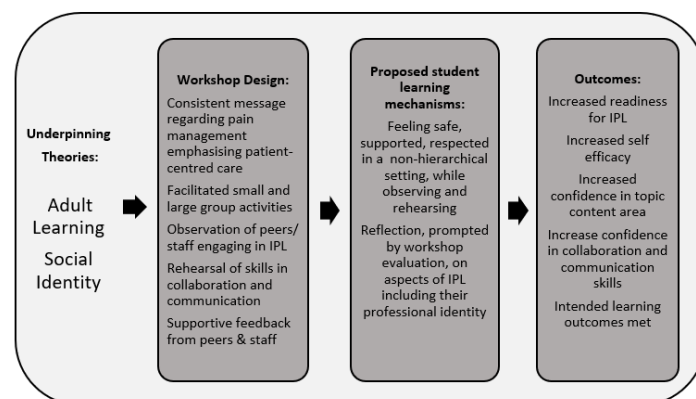 Underpinning
Theories:
Adult
Learning
Social
Identity
Workshop Design:
Consistent message
regarding pain
management
emphasising patient-
centred care
Facilitated small and
large group activities
Observation of peers/
staff engaging in IPL
Rehearsal of skills in
collaboration and
communication
Supportive feedback
from peers & staff
Proposed student
learning
mechanisms:
Feeling safe,
supported, respected
in a non-hierarchical
setting, while
observing and
rehearsing
Reflection, prompted
by workshop
evaluation, on
aspects of IPL
including their
professional identity
Outcomes:
Increased readiness
for IPL
Increased self
efficacy
Increased
confidence in topic
content area
Increase confidence
in collaboration and
communication
skills
Intended learning
outcomes met